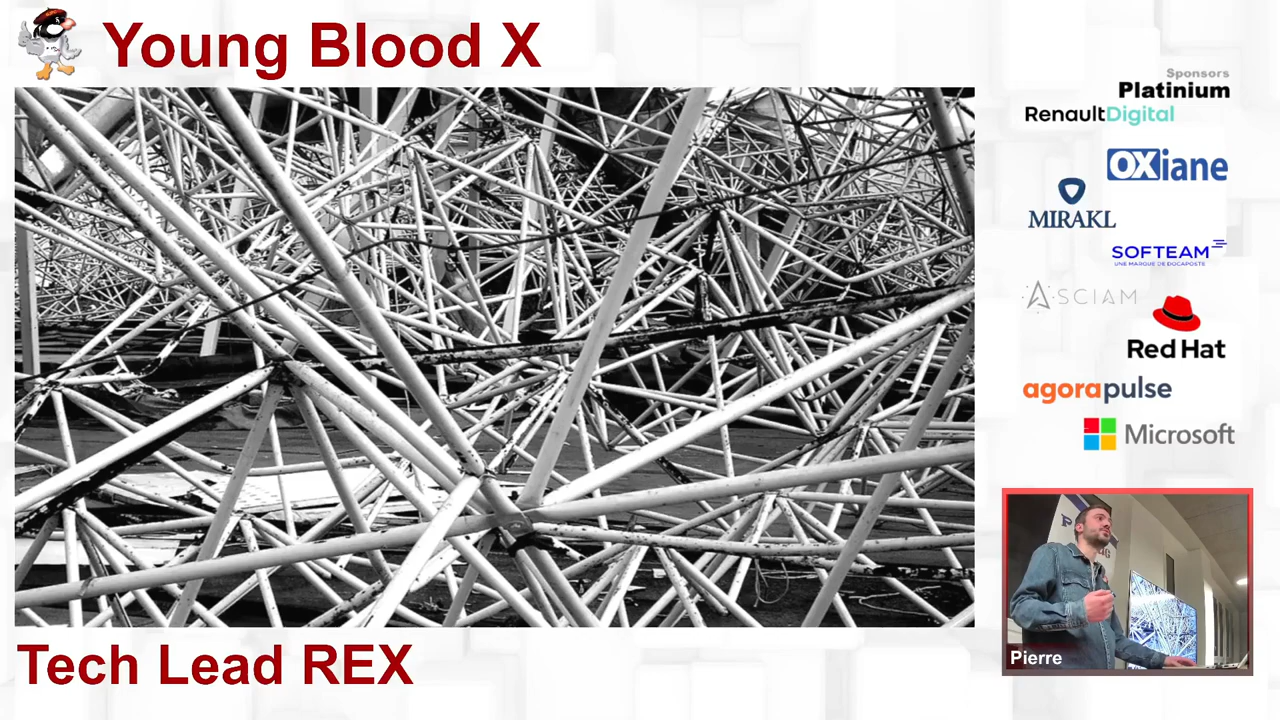 Young Blood X
Sponsors
Platinium
RenaultDigital
OXiane
MIRAKL
SOFTEAM
UNE MARQUE DE DOCAPOSTE
ASCIAM
Red Hat
agorapulse
Microsoft
Pierre
Tech Lead REX